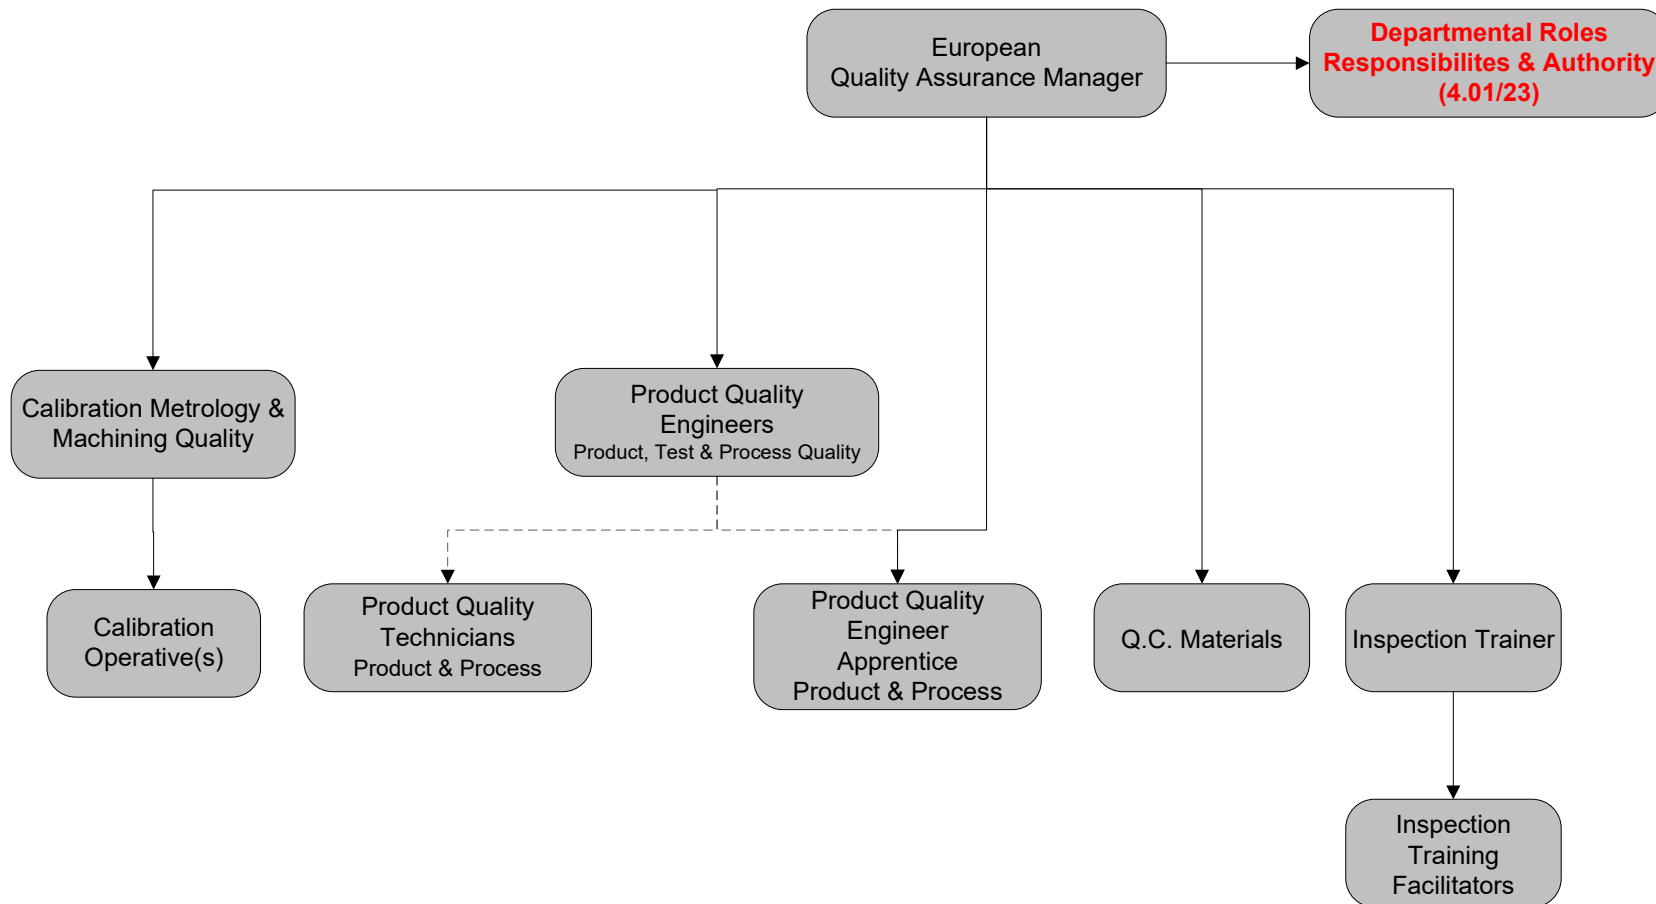 European
Quality Assurance Manager
Departmental Roles
Responsibilites & Authority
(4.01/23)
Calibration Metrology &
Machining Quality
Product Quality
Engineers
Product, Test & Process Quality
Calibration
Operative(s)
Product Quality
Technicians
Product & Process
Product Quality
Engineer
Apprentice
Product & Process
Q.C. Materials
Inspection Trainer
Inspection
Training
Facilitators